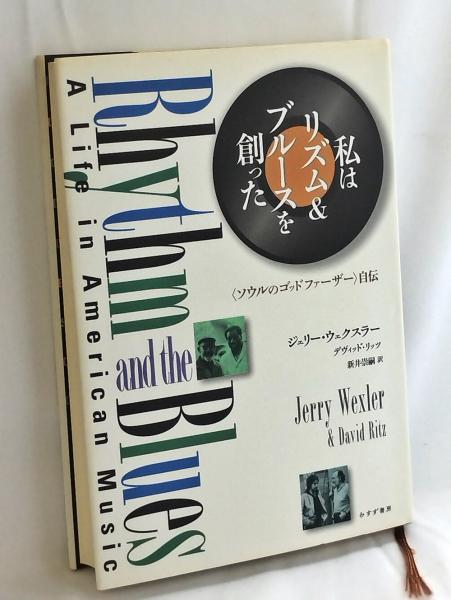 Rhythm
and the
Blues
A Life in American Music
私は
リズム&
ブルースを
創った
〈ソウルのゴッドファーザー〉自伝
ジェリー・ウェクスラー
デヴィッド・リッツ
新井崇嗣 訳
Jerry Wexler
& David Ritz
みすず書房